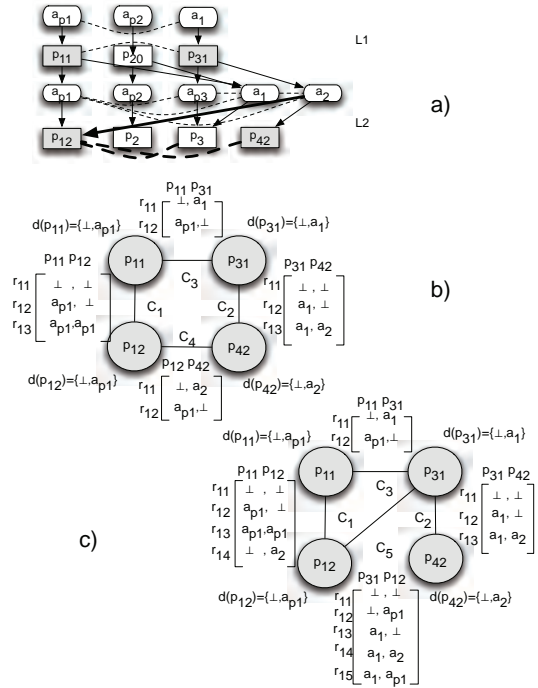 a_p1 a_p2 a_1
L1
p_11 p_20 p_31
a_p1 a_p2 a_p3 a_1 a_2
a)
L2
p_12 p_2 p_3 p_42
p_11 p_31
r_11 ⊥, a_1
r_12 a_p1,⊥
d(p_11)={⊥,a_p1} d(p_31)={⊥,a_1}
p_11 p_31
C_3
p_11 p_12
r_11 ⊥ , ⊥
r_12 a_p1, ⊥
r_13 a_p1,a_p1
C_1 C_2
p_31 p_42
r_11 ⊥, ⊥
r_12 a_1, ⊥
r_13 a_1, a_2
b)
C_4
p_12 p_42
p_12 p_42
r_11 ⊥, a_2
r_12 a_p1,⊥
d(p_12)={⊥,a_p1} d(p_42)={⊥,a_2}
p_11 p_31
r_11 ⊥, a_1
r_12 a_p1,⊥
d(p_11)={⊥,a_p1} d(p_31)={⊥,a_1}
p_11 p_31
C_3
p_11 p_12
r_11 ⊥ , ⊥
r_12 a_p1, ⊥
r_13 a_p1,a_p1
r_14 ⊥ , a_2
C_1 C_2
p_31 p_42
r_11 ⊥, ⊥
r_12 a_1, ⊥
r_13 a_1, a_2
c)
C_5
p_12 p_42
d(p_12)={⊥,a_p1} d(p_42)={⊥,a_2}
p_31 p_12
r_11 ⊥, ⊥
r_12 ⊥, a_p1
r_13 a_1, ⊥
r_14 a_1, a_2
r_15 a_1, a_p1